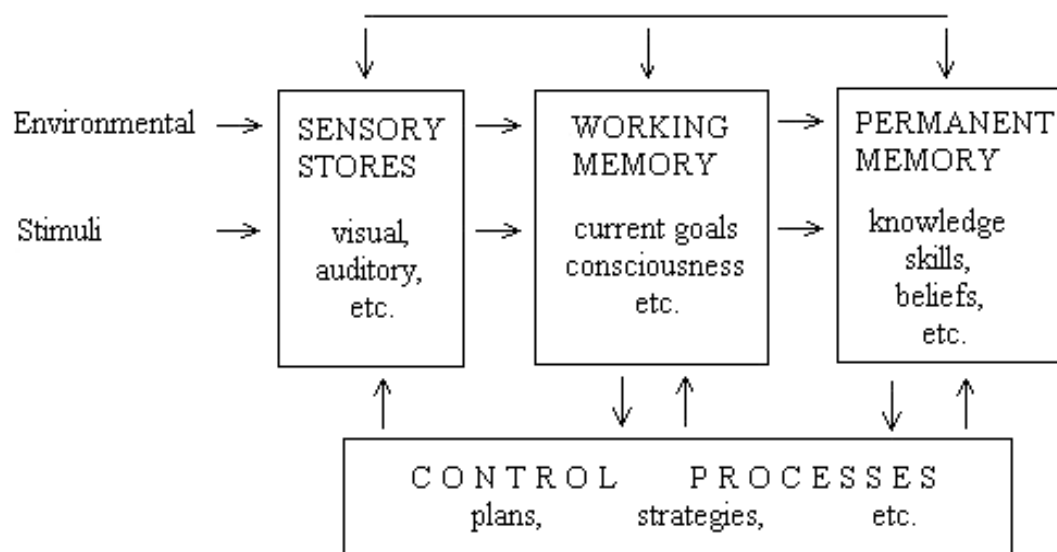 Environmental
Stimuli
SENSORY
STORES
visual,
auditory,
etc.
WORKING
MEMORY
current goals
consciousness
etc.
PERMANENT
MEMORY
knowledge
skills,
beliefs,
etc.
CONTROL PROCESSES
plans, strategies, etc.